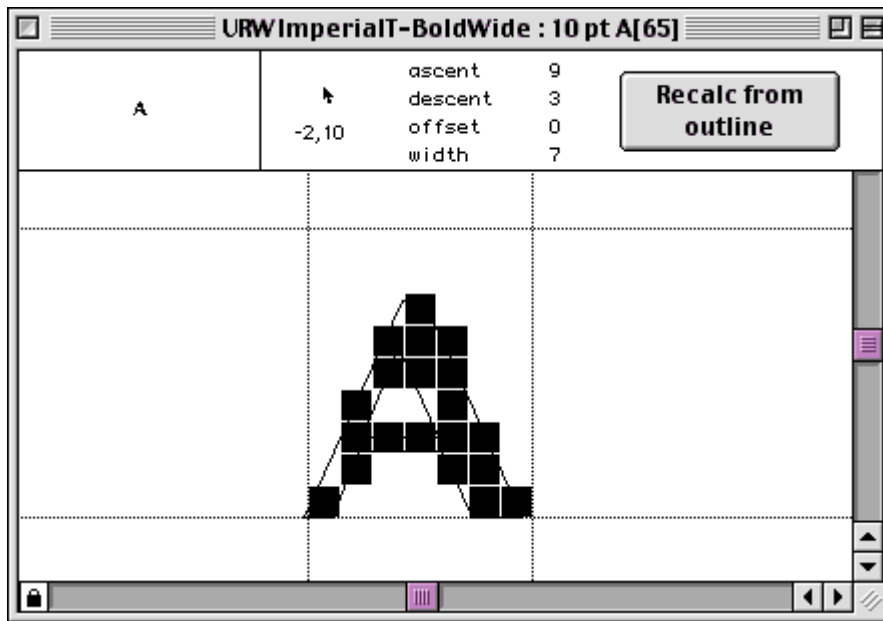 URWImperialT-BoldWide : 10 pt A[65]
A
-2,10
ascent 9
descent 3
offset 0
width 7
Recalc from
outline
A